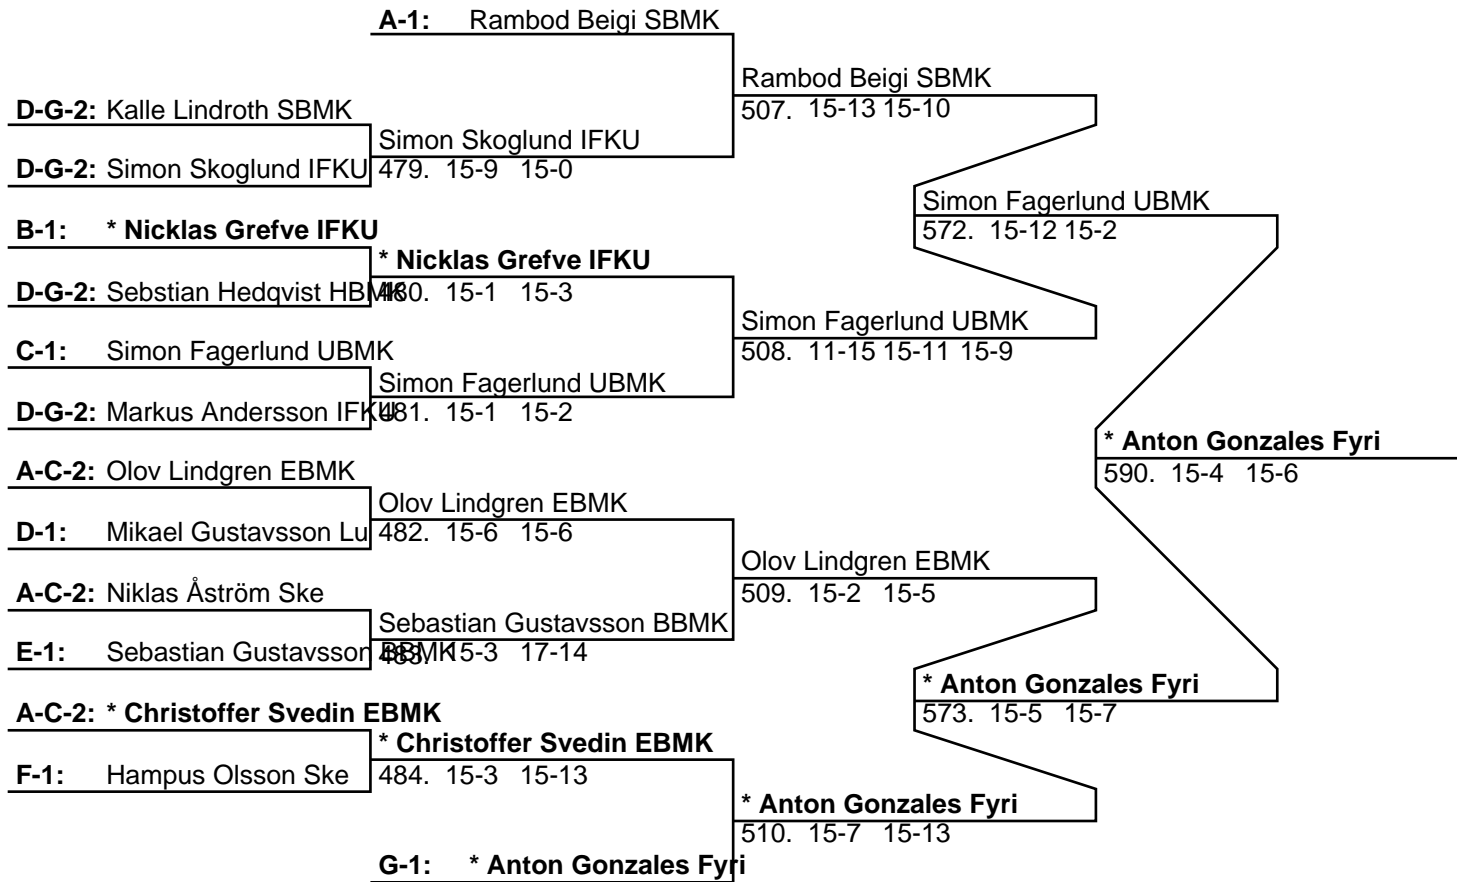 A-1: Rambod Beigi SBMK
Rambod Beigi SBMK
507. 15-13 15-10
D-G-2: Kalle Lindroth SBMK
Simon Skoglund IFKU
D-G-2: Simon Skoglund IFKU
479. 15-9 15-0
Simon Fagerlund UBMK
572. 15-12 15-2
B-1: * Nicklas Grefve IFKU
* Nicklas Grefve IFKU
D-G-2: Sebstian Hedqvist HBMK
480. 15-1 15-3
Simon Fagerlund UBMK
508. 11-15 15-11 15-9
C-1: Simon Fagerlund UBMK
Simon Fagerlund UBMK
D-G-2: Markus Andersson IFKU
481. 15-1 15-2
* Anton Gonzales Fyri
590. 15-4 15-6
A-C-2: Olov Lindgren EBMK
Olov Lindgren EBMK
D-1: Mikael Gustavsson Lu
482. 15-6 15-6
Olov Lindgren EBMK
509. 15-2 15-5
A-C-2: Niklas Åström Ske
Sebastian Gustavsson BBMK
E-1: Sebastian Gustavsson BBMK
483. 15-3 17-14
* Anton Gonzales Fyri
573. 15-5 15-7
A-C-2: * Christoffer Svedin EBMK
* Christoffer Svedin EBMK
F-1: Hampus Olsson Ske
484. 15-3 15-13
* Anton Gonzales Fyri
510. 15-7 15-13
G-1: * Anton Gonzales Fyri